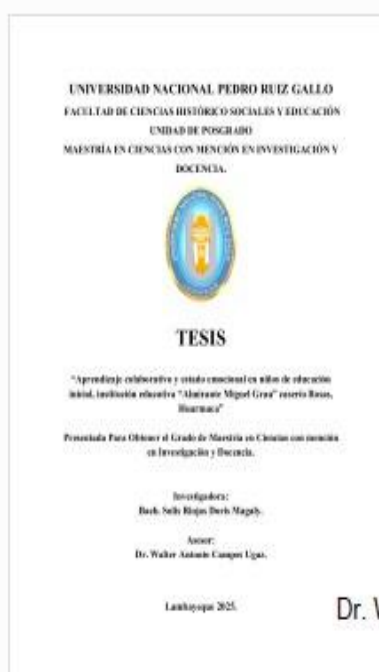 UNIVERSIDAD NACIONAL PEDRO RUIZ GALLO
FACULTAD DE CIENCIAS HISTÓRICO SOCIALES Y EDUCACIÓN
UNIDAD DE POSGRADO
MAESTRÍA EN CIENCIAS CON MENCIÓN EN INVESTIGACIÓN Y
DOCENCIA.
TESIS
"Aprendizaje colaborativo y estado emocional en niños de educación
inicial, institución educativa "Almirante Miguel Grau" caserío Rosas,
Huarmaca"
Presentada Para Obtener el Grado de Maestría en Ciencias con mención
en Investigación y Docencia.
Investigadora:
Bach. Solis Riojas Doris Magaly.
Asesor:
Dr. Walter Antonio Campos Ugaz.
Lambayeque 2025.
Dr.